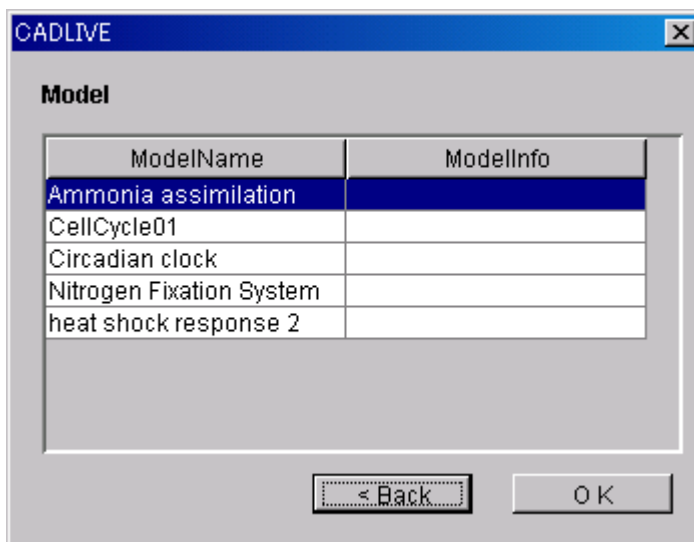 CADLIVE
Model
ModelName ModelInfo
Ammonia assimilation
CellCycle01
Circadian clock
Nitrogen Fixation System
heat shock response 2
< Back OK